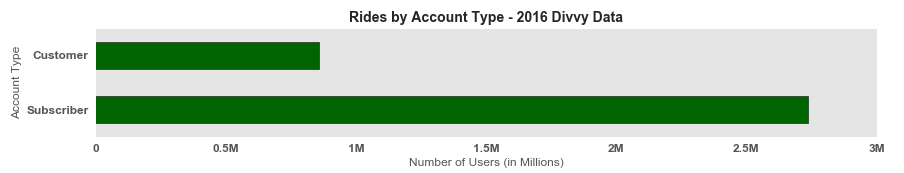 Rides by Account Type - 2016 Divvy Data
Account Type
Customer
Subscriber
0 0.5M 1M 1.5M 2M 2.5M 3M
Number of Users (in Millions)